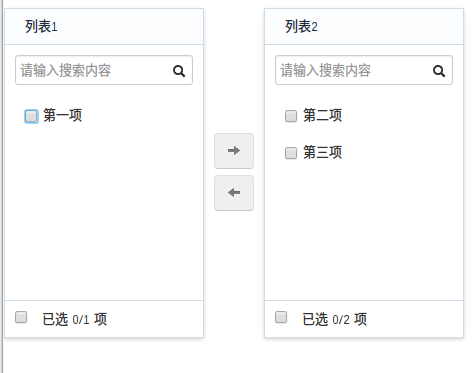 列表1
请输入搜索内容
第一项
已选 0/1 项
列表2
请输入搜索内容
第二项
第三项
已选 0/2 项